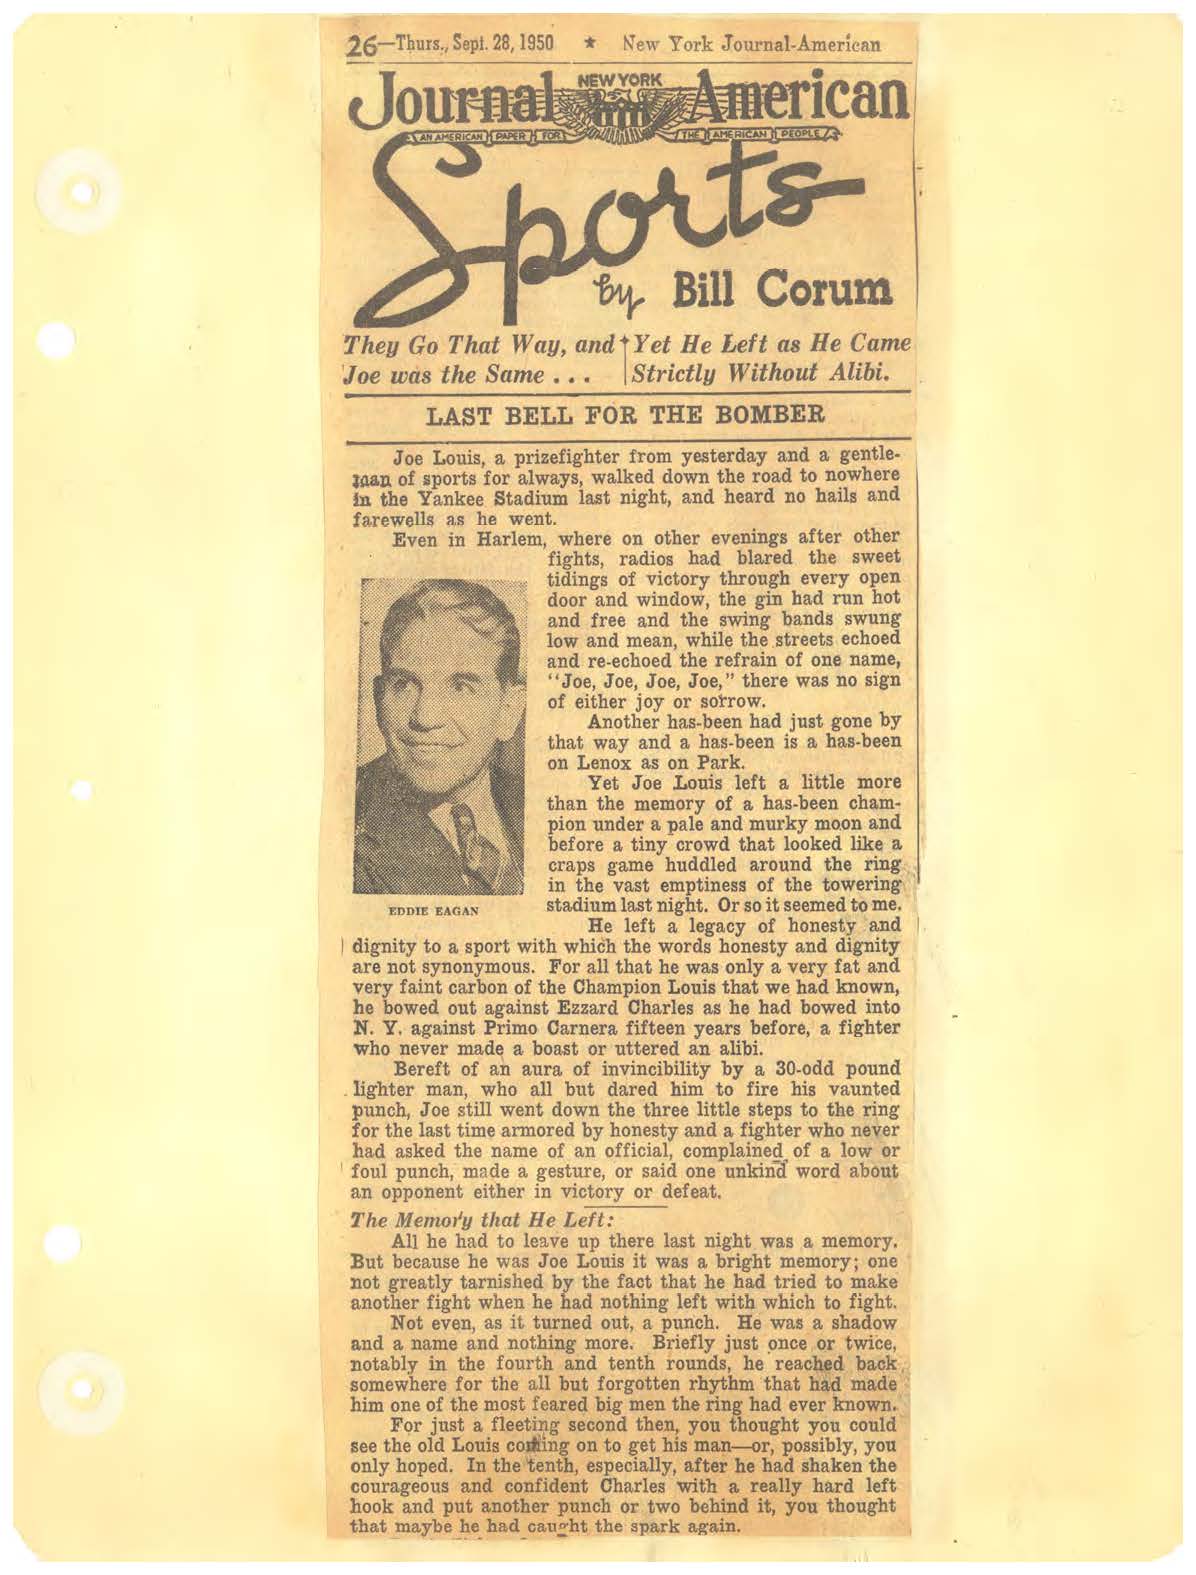 26—Thurs., Sept. 28, 1950 ★ New York Journal-American
Journal NEW YORK American
AN AMERICAN PAPER FOR THE AMERICAN PEOPLE
Sports
by Bill Corum
They Go That Way, and
Joe was the Same . . .
Yet He Left as He Came
Strictly Without Alibi.
LAST BELL FOR THE BOMBER
Joe Louis, a prizefighter from yesterday and a gentle-
man of sports for always, walked down the road to nowhere
in the Yankee Stadium last night, and heard no hails and
farewells as he went.
Even in Harlem, where on other evenings after other
fights, radios had blared the sweet
tidings of victory through every open
door and window, the gin had run hot
and free and the swing bands swung
low and mean, while the streets echoed
and re-echoed the refrain of one name,
"Joe, Joe, Joe, Joe," there was no sign
of either joy or sorrow.
Another has-been had just gone by
that way and a has-been is a has-been
on Lenox as on Park.
Yet Joe Louis left a little more
than the memory of a has-been cham-
pion under a pale and murky moon and
before a tiny crowd that looked like a
craps game huddled around the ring
in the vast emptiness of the towering
stadium last night. Or so it seemed to me.
EDDIE EAGAN
He left a legacy of honesty and
dignity to a sport with which the words honesty and dignity
are not synonymous. For all that he was only a very fat and
very faint carbon of the Champion Louis that we had known,
he bowed out against Ezzard Charles as he had bowed into
N. Y. against Primo Carnera fifteen years before, a fighter
who never made a boast or uttered an alibi.
Bereft of an aura of invincibility by a 30-odd pound
lighter man, who all but dared him to fire his vaunted
punch, Joe still went down the three little steps to the ring
for the last time armored by honesty and a fighter who never
had asked the name of an official, complained of a low or
foul punch, made a gesture, or said one unkind word about
an opponent either in victory or defeat.
The Memory that He Left:
All he had to leave up there last night was a memory.
But because he was Joe Louis it was a bright memory; one
not greatly tarnished by the fact that he had tried to make
another fight when he had nothing left with which to fight.
Not even, as it turned out, a punch. He was a shadow
and a name and nothing more. Briefly just once or twice,
notably in the fourth and tenth rounds, he reached back
somewhere for the all but forgotten rhythm that had made
him one of the most feared big men the ring had ever known.
For just a fleeting second then, you thought you could
see the old Louis coming on to get his man—or, possibly, you
only hoped. In the tenth, especially, after he had shaken the
courageous and confident Charles with a really hard left
hook and put another punch or two behind it, you thought
that maybe he had caught the spark again.